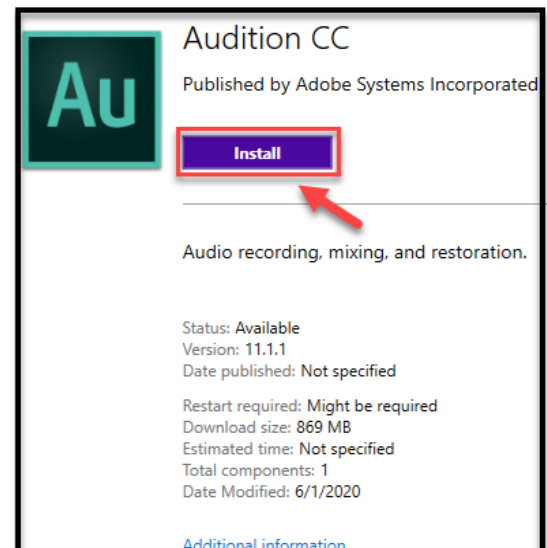 Audition CC
Au
Published by Adobe Systems Incorporated
Install
Audio recording, mixing, and restoration.
Status: Available
Version: 11.1.1
Date published: Not specified
Restart required: Might be required
Download size: 869 MB
Estimated time: Not specified
Total components: 1
Date Modified: 6/1/2020
Additional information